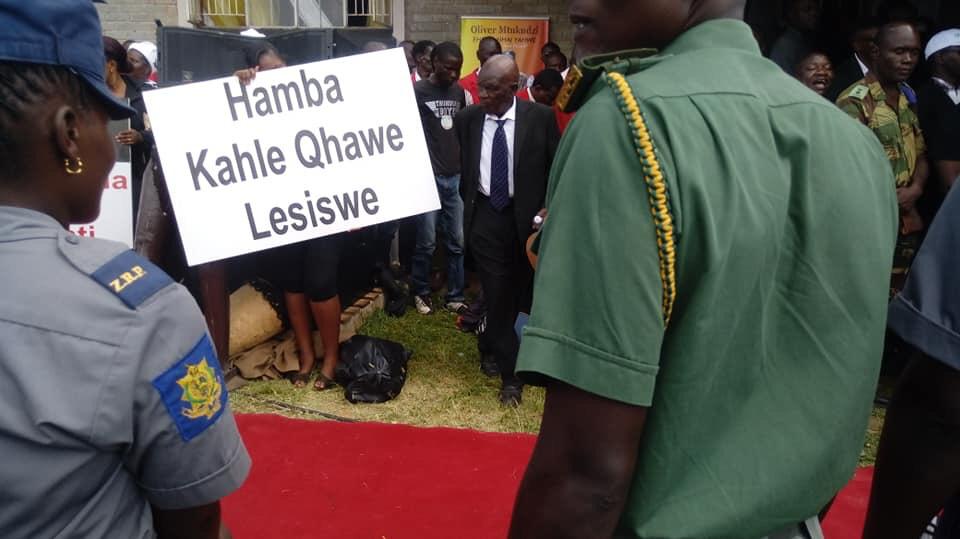 Hamba
Kahle Qhawe
Lesiswe
Oliver Mtukudzi
Z.R.P.